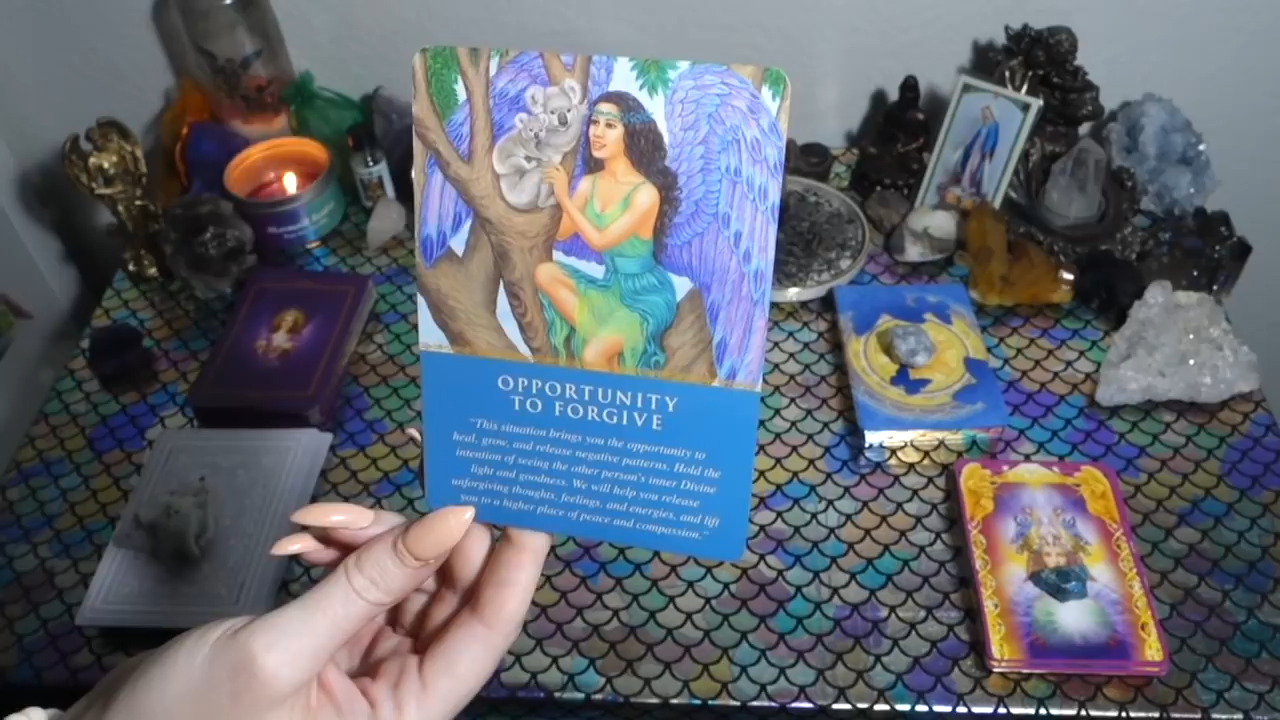 OPPORTUNITY
TO FORGIVE
"This situation brings you the opportunity to
heal, grow, and release negative patterns. Hold the
intention of seeing the other person's inner Divine
light and goodness. We will help you release
unforgiving thoughts, feelings, and energies, and lift
you to a higher place of peace and compassion."